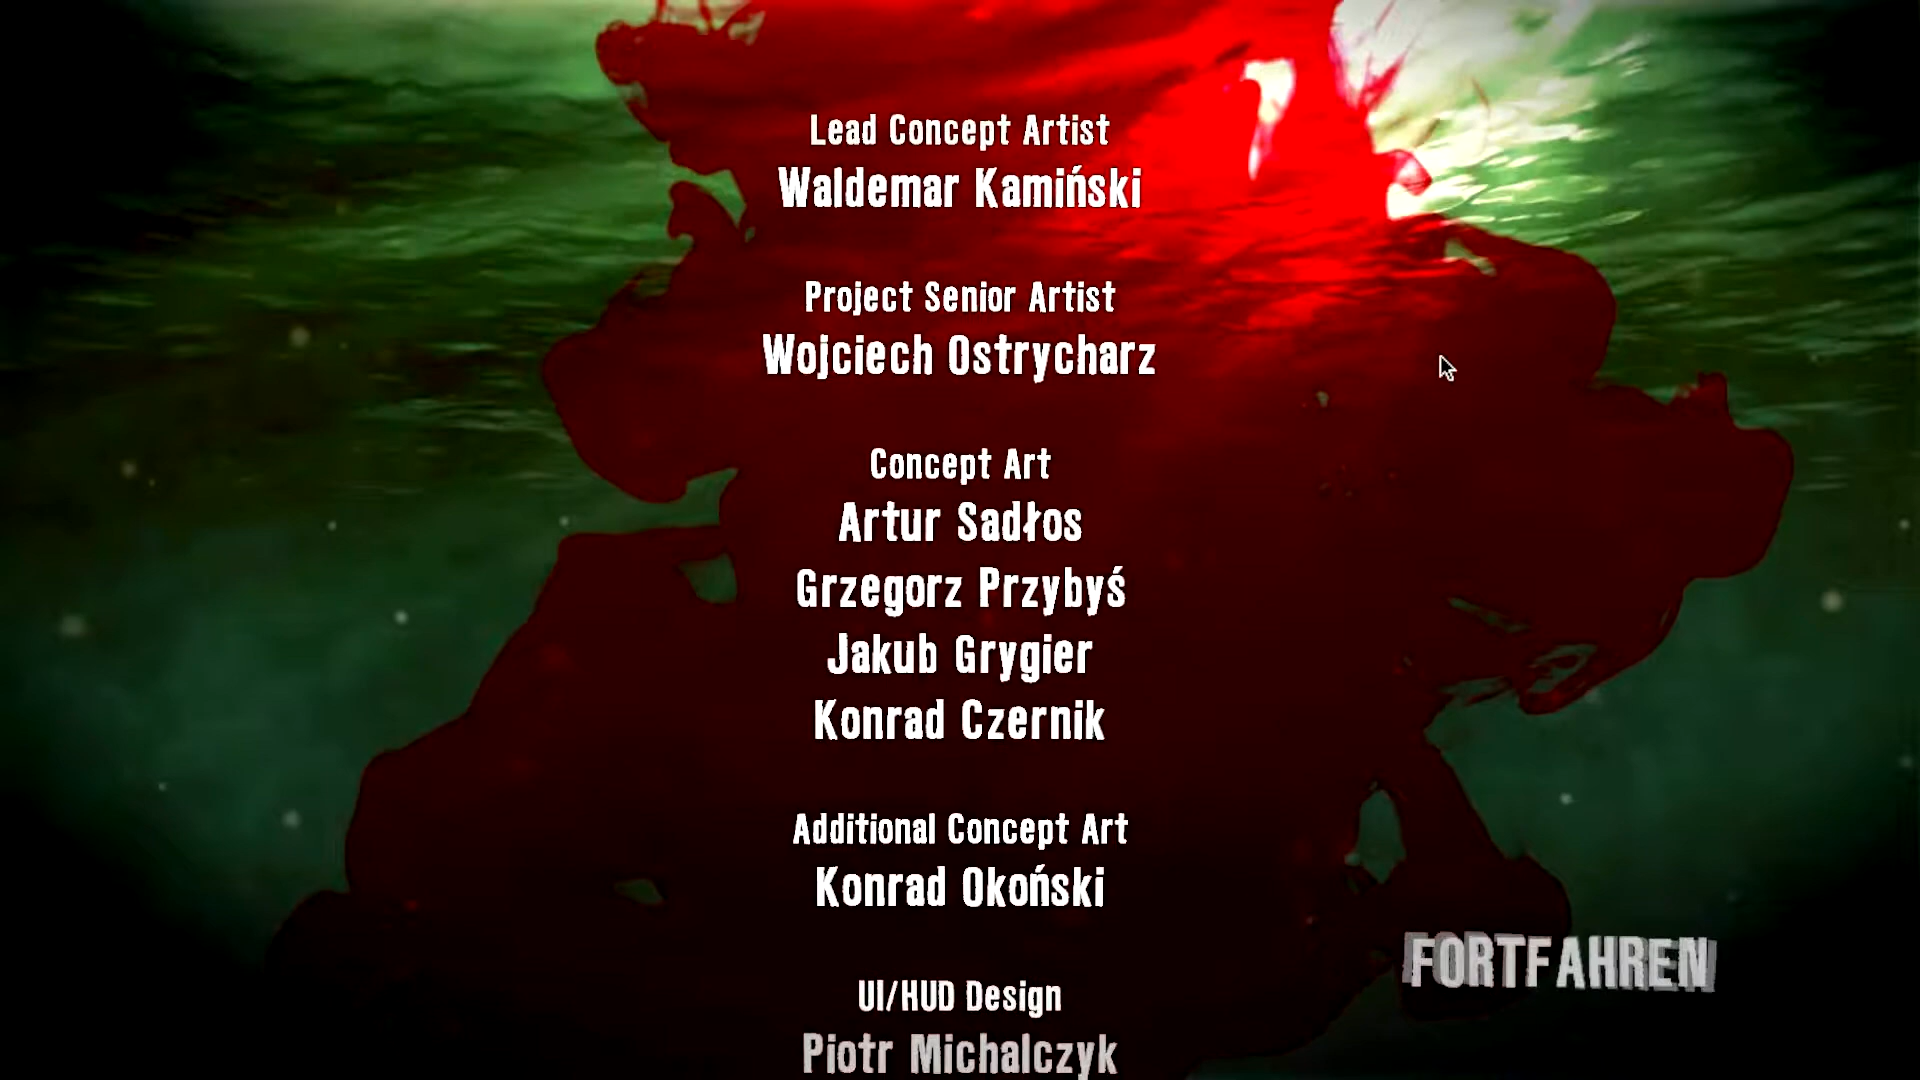 Lead Concept Artist
Waldemar Kamiński
Project Senior Artist
Wojciech Ostrycharz
Concept Art
Artur Sadłos
Grzegorz Przybyś
Jakub Grygier
Konrad Czernik
Additional Concept Art
Konrad Okoński
FORTFAHREN
UI/HUD Design
Piotr Michalczyk